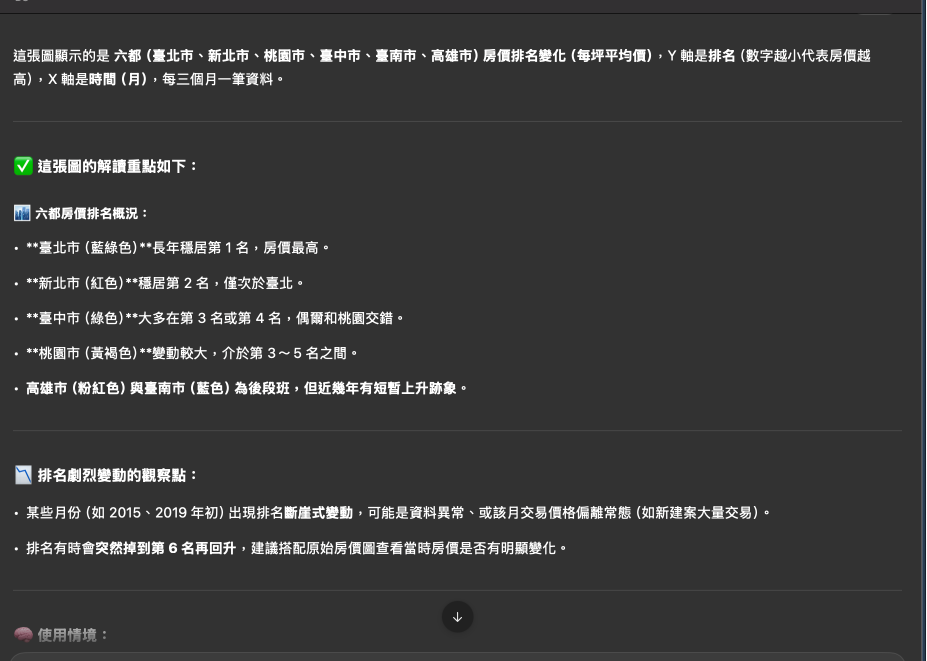 這張圖顯示的是 六都（臺北市、新北市、桃園市、臺中市、臺南市、高雄市）房價排名變化（每坪平均價），Y 軸是排名（數字越小代表房價越
高），X 軸是時間（月），每三個月一筆資料。
✅ 這張圖的解讀重點如下：
🏙️ 六都房價排名概況：
• **臺北市（藍綠色）**長年穩居第 1 名，房價最高。
• **新北市（紅色）**穩居第 2 名，僅次於臺北。
• **臺中市（綠色）**大多在第 3 名或第 4 名，偶爾和桃園交錯。
• **桃園市（黃褐色）**變動較大，介於第 3～5 名之間。
• 高雄市（粉紅色）與臺南市（藍色）為後段班，但近幾年有短暫上升跡象。
📉 排名劇烈變動的觀察點：
• 某些月份（如 2015、2019 年初）出現排名斷崖式變動，可能是資料異常、或該月交易價格偏離常態（如新建案大量交易）。
• 排名有時會突然掉到第 6 名再回升，建議搭配原始房價圖查看當時房價是否有明顯變化。
🧠 使用情境：